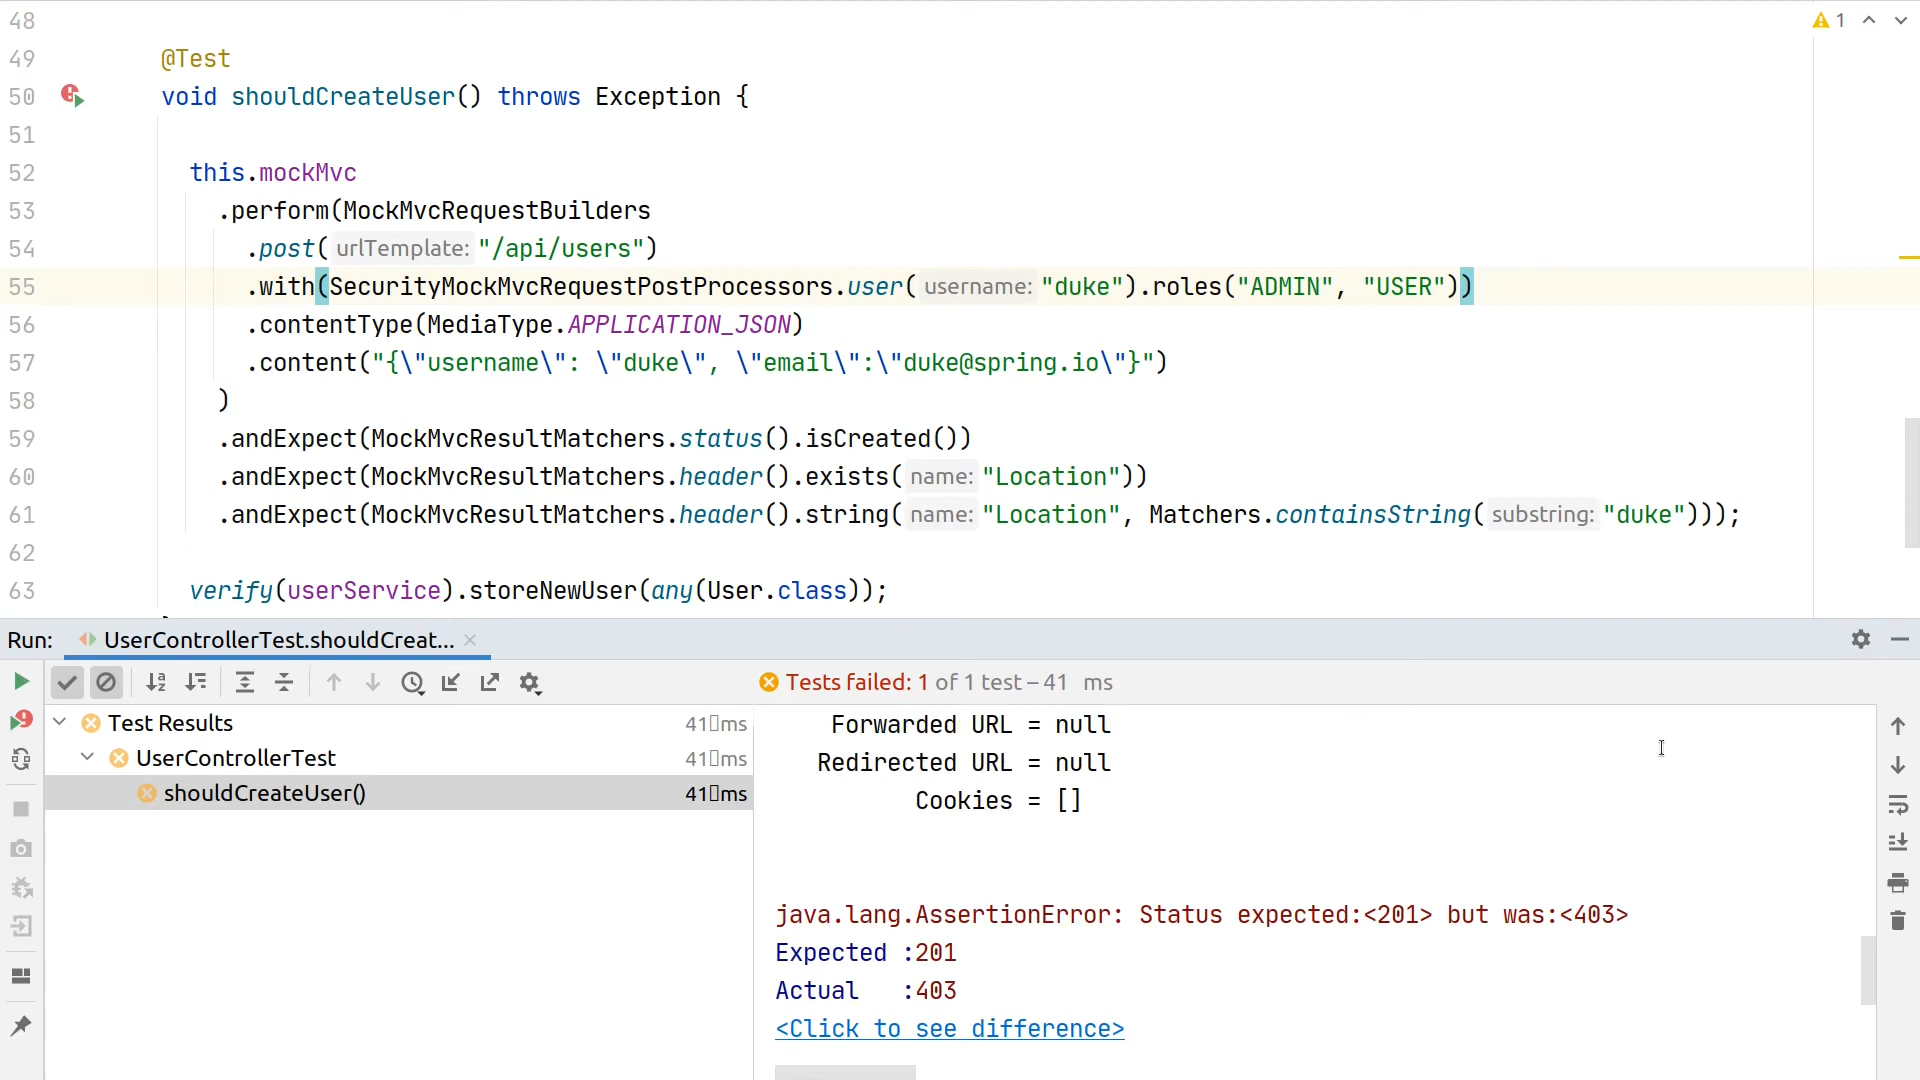 48
1
49 @Test
50 void shouldCreateUser() throws Exception {
51
52 this.mockMvc
53 .perform(MockMvcRequestBuilders
54 .post( urlTemplate: "/api/users")
55 .with(SecurityMockMvcRequestPostProcessors.user( username: "duke").roles("ADMIN", "USER"))
56 .contentType(MediaType.APPLICATION_JSON)
57 .content("{\"username\": \"duke\", \"email\":\"duke@spring.io\"}")
58 )
59 .andExpect(MockMvcResultMatchers.status().isCreated())
60 .andExpect(MockMvcResultMatchers.header().exists( name: "Location"))
61 .andExpect(MockMvcResultMatchers.header().string( name: "Location", Matchers.containsString( substring: "duke")));
62
63 verify(userService).storeNewUser(any(User.class));
Run: UserControllerTest.shouldCreat...
Tests failed: 1 of 1 test – 41 ms
Test Results 41 ms
UserControllerTest 41 ms
shouldCreateUser() 41 ms
Forwarded URL = null
Redirected URL = null
Cookies = []
java.lang.AssertionError: Status expected:<201> but was:<403>
Expected :201
Actual :403
<Click to see difference>